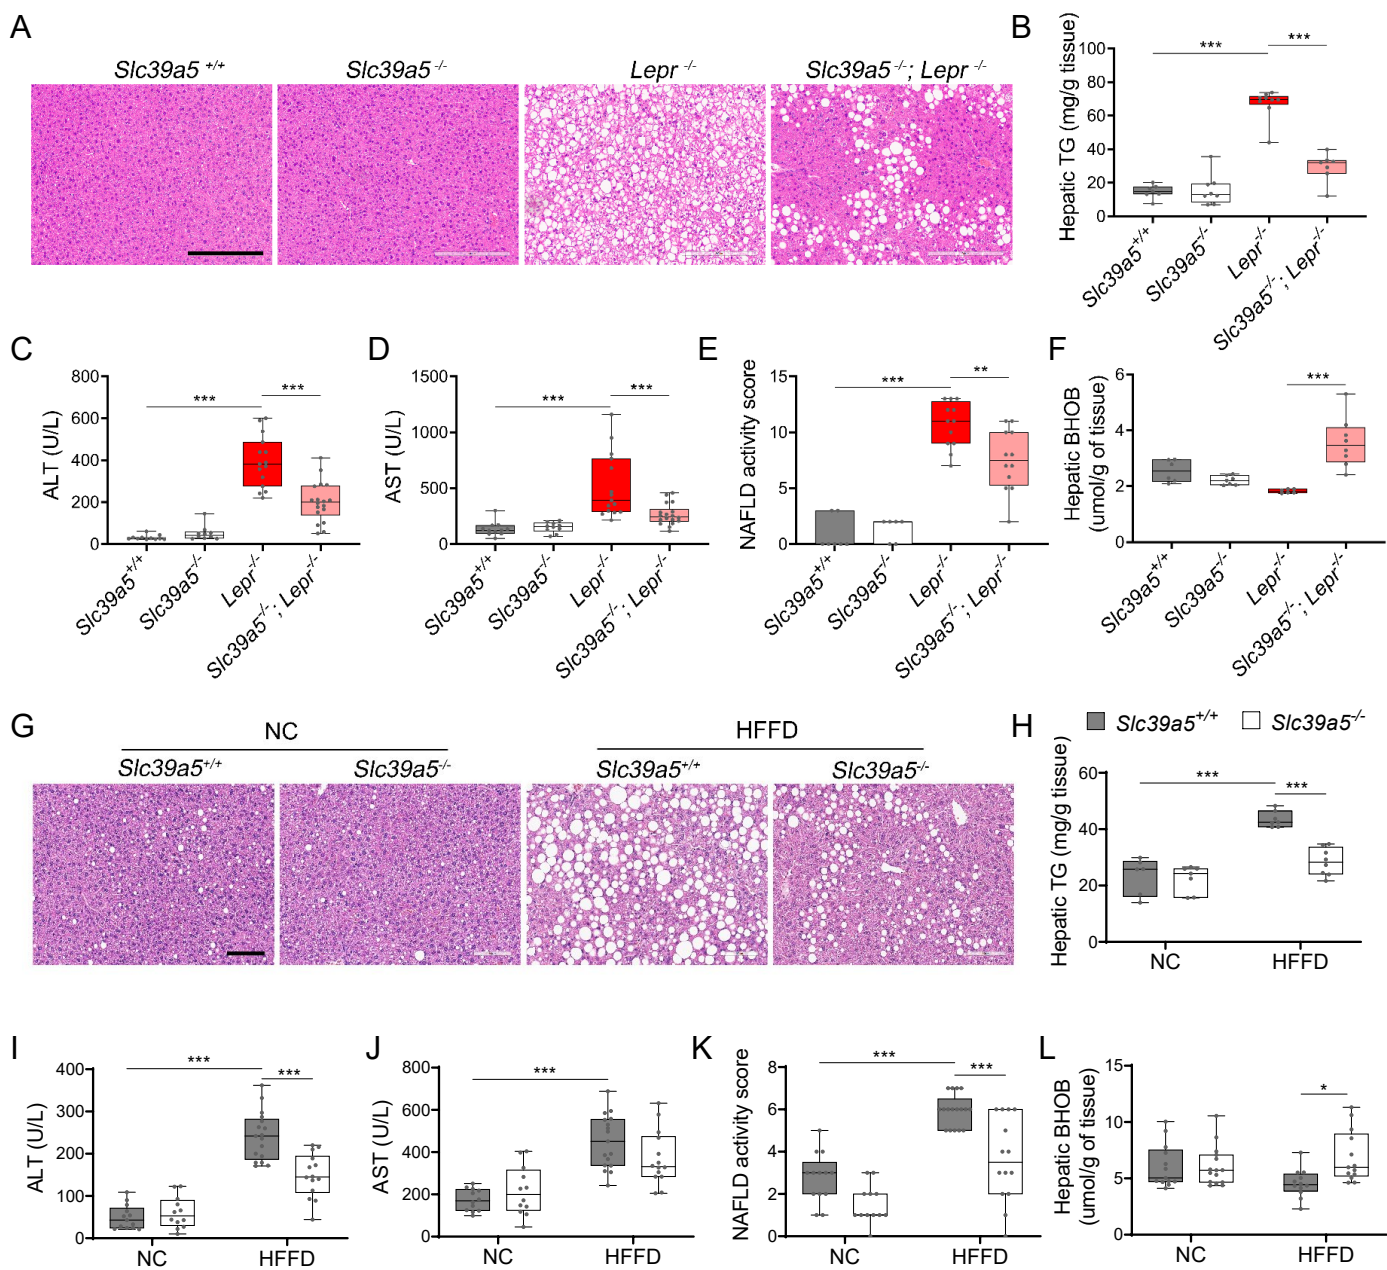 A
Slc39a5 +/+
Slc39a5 -/-
Lepr -/-
Slc39a5 -/-; Lepr -/-
B
Hepatic TG (mg/g tissue)
100
80
60
40
20
0
***
***
Slc39a5+/+
Slc39a5-/-
Lepr-/-
Slc39a5-/-; Lepr-/-
C
ALT (U/L)
800
600
400
200
0
***
***
Slc39a5+/+
Slc39a5-/-
Lepr-/-
Slc39a5-/-; Lepr-/-
D
AST (U/L)
1500
1000
500
0
***
***
Slc39a5+/+
Slc39a5-/-
Lepr-/-
Slc39a5-/-; Lepr-/-
E
NAFLD activity score
15
10
5
0
***
**
Slc39a5+/+
Slc39a5-/-
Lepr-/-
Slc39a5-/-; Lepr-/-
F
Hepatic BHOB
(umol/g of tissue)
6
4
2
0
***
Slc39a5+/+
Slc39a5-/-
Lepr-/-
Slc39a5-/-; Lepr-/-
G
NC
HFFD
Slc39a5+/+
Slc39a5-/-
Slc39a5+/+
Slc39a5-/-
H
Slc39a5+/+
Slc39a5-/-
Hepatic TG (mg/g tissue)
60
40
20
0
***
***
NC
HFFD
I
ALT (U/L)
400
300
200
100
0
***
***
NC
HFFD
J
AST (U/L)
800
600
400
200
0
***
NC
HFFD
K
NAFLD activity score
8
6
4
2
0
***
***
NC
HFFD
L
Hepatic BHOB
(umol/g of tissue)
15
10
5
0
*
NC
HFFD